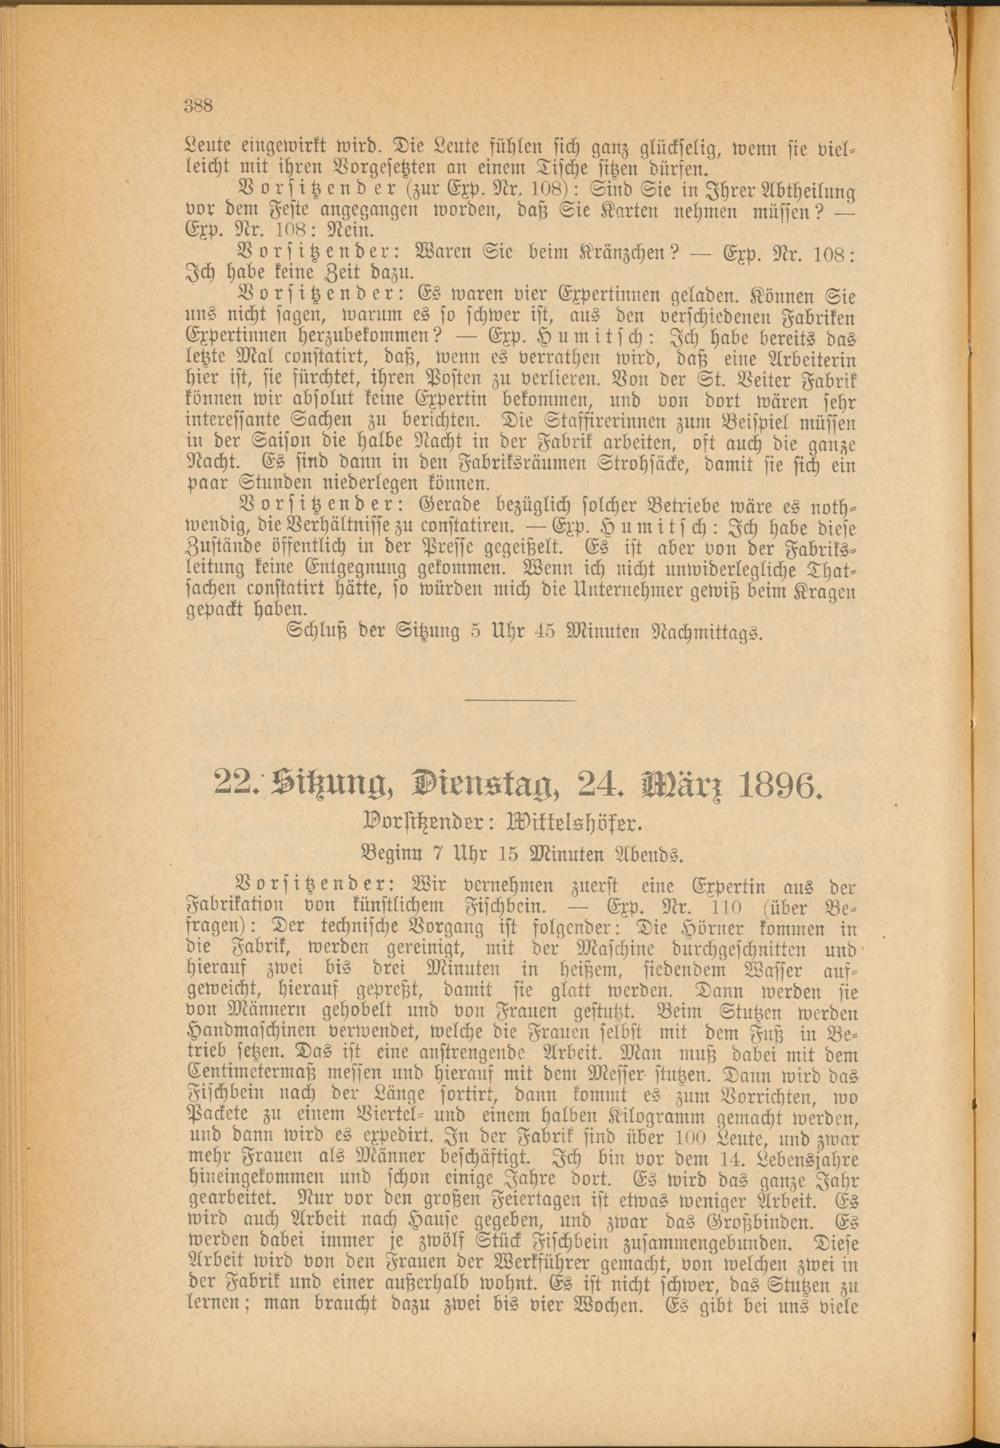 388
Leute eingewirkt wird. Die Leute fühlen sich ganz glückselig, wenn sie viel-
leicht mit ihren Vorgesetzten an einem Tische sitzen dürfen.
Vorsitzender (zur Exp. Nr. 108): Sind Sie in Ihrer Abtheilung
vor dem Feste angegangen worden, daß Sie Karten nehmen müssen? —
Exp. Nr. 108: Nein.
Vorsitzender: Waren Sie beim Kränzchen? — Exp. Nr. 108:
Ich habe keine Zeit dazu.
Vorsitzender: Es waren vier Expertinnen geladen. Können Sie
uns nicht sagen, warum es so schwer ist, aus den verschiedenen Fabriken
Expertinnen herzubekommen? — Exp. Humitsch: Ich habe bereits das
letzte Mal constatirt, daß, wenn es verrathen wird, daß eine Arbeiterin
hier ist, sie fürchtet, ihren Posten zu verlieren. Von der St. Veiter Fabrik
können wir absolut keine Expertin bekommen, und von dort wären sehr
interessante Sachen zu berichten. Die Staffirerinnen zum Beispiel müssen
in der Saison die halbe Nacht in der Fabrik arbeiten, oft auch die ganze
Nacht. Es sind dann in den Fabriksräumen Strohsäcke, damit sie sich ein
paar Stunden niederlegen können.
Vorsitzender: Gerade bezüglich solcher Betriebe wäre es noth-
wendig, die Verhältnisse zu constatiren. — Exp. Humitsch: Ich habe diese
Zustände öffentlich in der Presse gegeißelt. Es ist aber von der Fabriks-
leitung keine Entgegnung gekommen. Wenn ich nicht unwiderlegliche That-
sachen constatirt hätte, so würden mich die Unternehmer gewiß beim Kragen
gepackt haben.
Schluß der Sitzung 5 Uhr 45 Minuten Nachmittags.
22. Sitzung, Dienstag, 24. März 1896.
Vorsitzender: Wittelshöfer.
Beginn 7 Uhr 15 Minuten Abends.
Vorsitzender: Wir vernehmen zuerst eine Expertin aus der
Fabrikation von künstlichem Fischbein. — Exp. Nr. 110 (über Be-
fragen): Der technische Vorgang ist folgender: Die Hörner kommen in
die Fabrik, werden gereinigt, mit der Maschine durchgeschnitten und
hierauf zwei bis drei Minuten in heißem, siedendem Wasser auf-
geweicht, hierauf gepreßt, damit sie glatt werden. Dann werden sie
von Männern gehobelt und von Frauen gestutzt. Beim Stutzen werden
Handmaschinen verwendet, welche die Frauen selbst mit dem Fuß in Be-
trieb setzen. Das ist eine anstrengende Arbeit. Man muß dabei mit dem
Centimetermaß messen und hierauf mit dem Messer stutzen. Dann wird das
Fischbein nach der Länge sortirt, dann kommt es zum Vorrichten, wo
Packete zu einem Viertel- und einem halben Kilogramm gemacht werden,
und dann wird es expedirt. In der Fabrik sind über 100 Leute, und zwar
mehr Frauen als Männer beschäftigt. Ich bin vor dem 14. Lebensjahre
hineingekommen und schon einige Jahre dort. Es wird das ganze Jahr
gearbeitet. Nur vor den großen Feiertagen ist etwas weniger Arbeit. Es
wird auch Arbeit nach Hause gegeben, und zwar das Großbinden. Es
werden dabei immer je zwölf Stück Fischbein zusammengebunden. Diese
Arbeit wird von den Frauen der Werkführer gemacht, von welchen zwei in
der Fabrik und einer außerhalb wohnt. Es ist nicht schwer, das Stutzen zu
lernen; man braucht dazu zwei bis vier Wochen. Es gibt bei uns viele